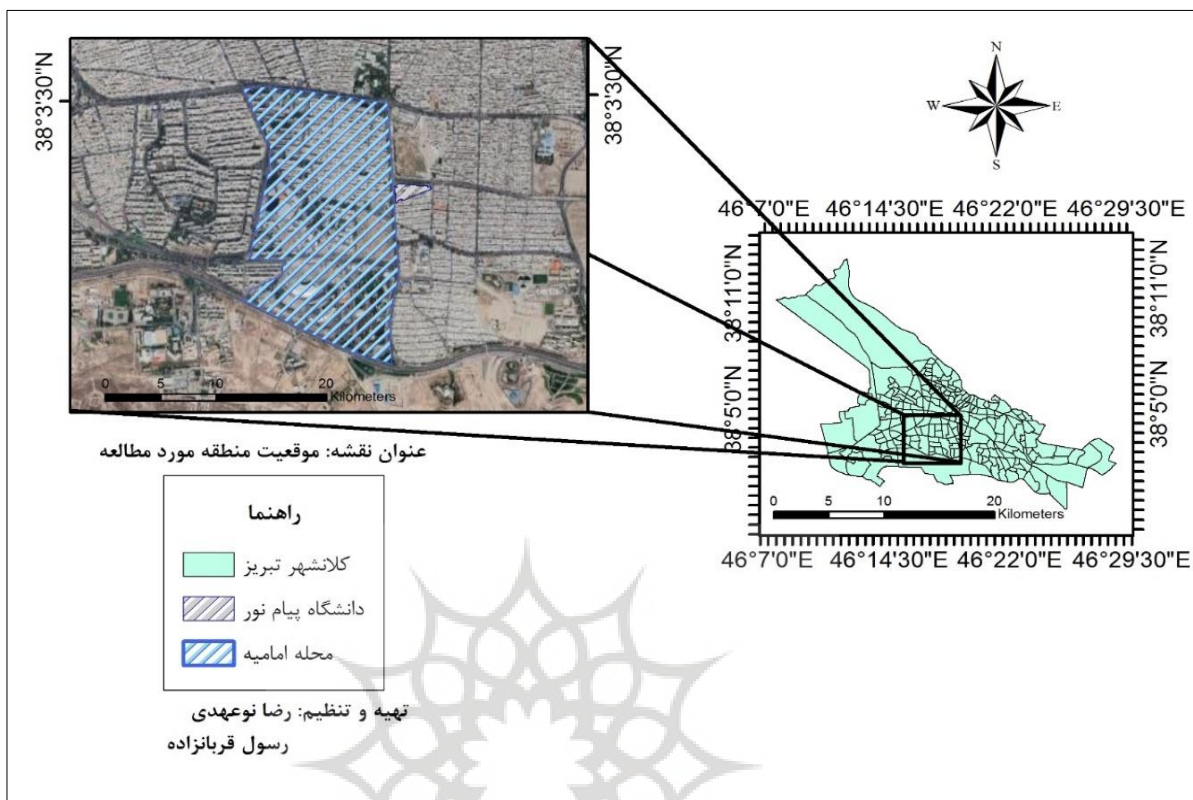 N
W E
S
38°3'30"N
38°3'30"N
0 5 10 20
Kilometers
46°7'0"E 46°14'30"E 46°22'0"E 46°29'30"E
38°11'0"N
38°11'0"N
38°5'0"N
38°5'0"N
0 5 10 20
Kilometers
46°7'0"E 46°14'30"E 46°22'0"E 46°29'30"E
عنوان نقشه: موقعیت منطقه مورد مطالعه
راهنما
کلانشهر تبریز
دانشگاه پیام نور
محله امامیه
تهیه و تنظیم: رضا نوعهدی
رسول قربانزاده